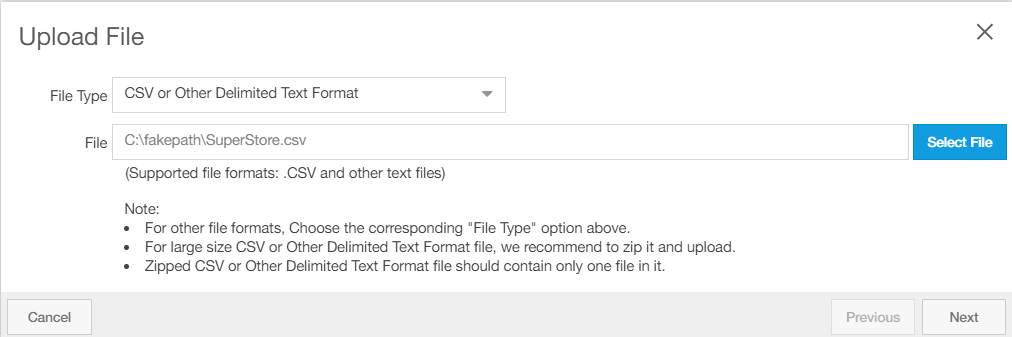 Upload File
File Type CSV or Other Delimited Text Format
File C:\fakepath\SuperStore.csv Select File
(Supported file formats: .CSV and other text files)
Note:
• For other file formats, Choose the corresponding "File Type" option above.
• For large size CSV or Other Delimited Text Format file, we recommend to zip it and upload.
• Zipped CSV or Other Delimited Text Format file should contain only one file in it.
Cancel Previous Next